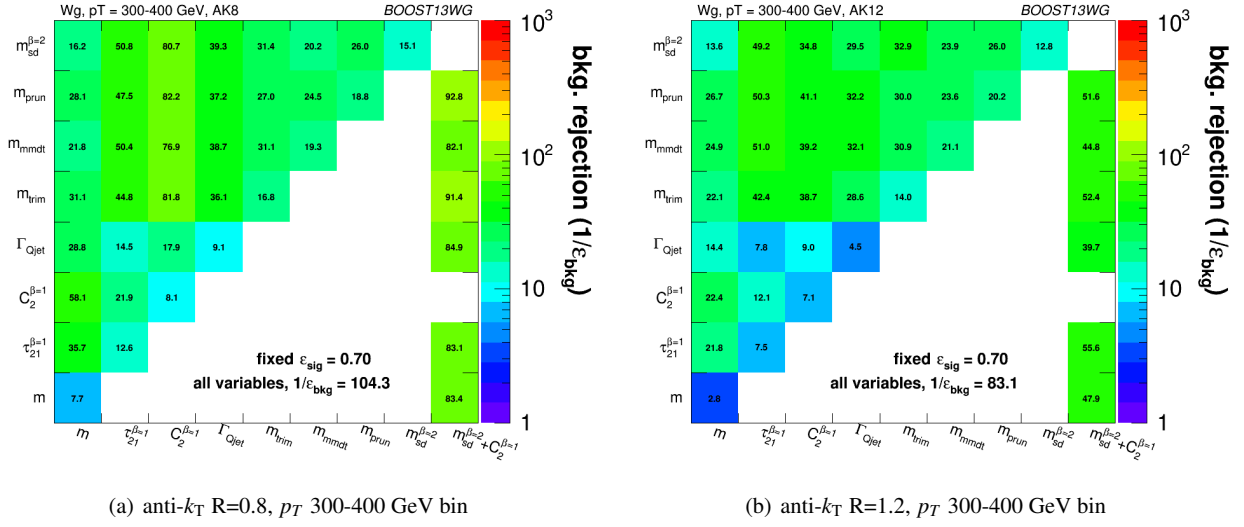 Wg, pT = 300-400 GeV, AK8 BOOST13WG
m_sd^β=2 16.2 50.8 80.7 39.3 31.4 20.2 26.0 15.1
m_prun 28.1 47.5 82.2 37.2 27.0 24.5 18.8 92.8
m_mmdt 21.8 50.4 76.9 38.7 31.1 19.3 82.1
m_trim 31.1 44.8 81.8 36.1 16.8 91.4
Γ_Qjet 28.8 14.5 17.9 9.1 84.9
C_2^β=1 58.1 21.9 8.1
τ_21^β=1 35.7 12.6 83.1
m 7.7 83.4
fixed ε_sig = 0.70
all variables, 1/ε_bkg = 104.3
m τ_21^β=1 C_2^β=1 Γ_Qjet m_trim m_mmdt m_prun m_sd^β=2 m_sd^β=2+C_2^β=1
10^3
10^2
10
1
bkg. rejection (1/ε_bkg)
(a) anti-k_T R=0.8, p_T 300-400 GeV bin
Wg, pT = 300-400 GeV, AK12 BOOST13WG
m_sd^β=2 13.6 49.2 34.8 29.5 32.9 23.9 26.0 12.8
m_prun 26.7 50.3 41.1 32.2 30.0 23.6 20.2 51.6
m_mmdt 24.9 51.0 39.2 32.1 30.9 21.1 44.8
m_trim 22.1 42.4 38.7 28.6 14.0 52.4
Γ_Qjet 14.4 7.8 9.0 4.5 39.7
C_2^β=1 22.4 12.1 7.1
τ_21^β=1 21.8 7.5 55.6
m 2.8 47.9
fixed ε_sig = 0.70
all variables, 1/ε_bkg = 83.1
m τ_21^β=1 C_2^β=1 Γ_Qjet m_trim m_mmdt m_prun m_sd^β=2 m_sd^β=2+C_2^β=1
10^3
10^2
10
1
bkg. rejection (1/ε_bkg)
(b) anti-k_T R=1.2, p_T 300-400 GeV bin